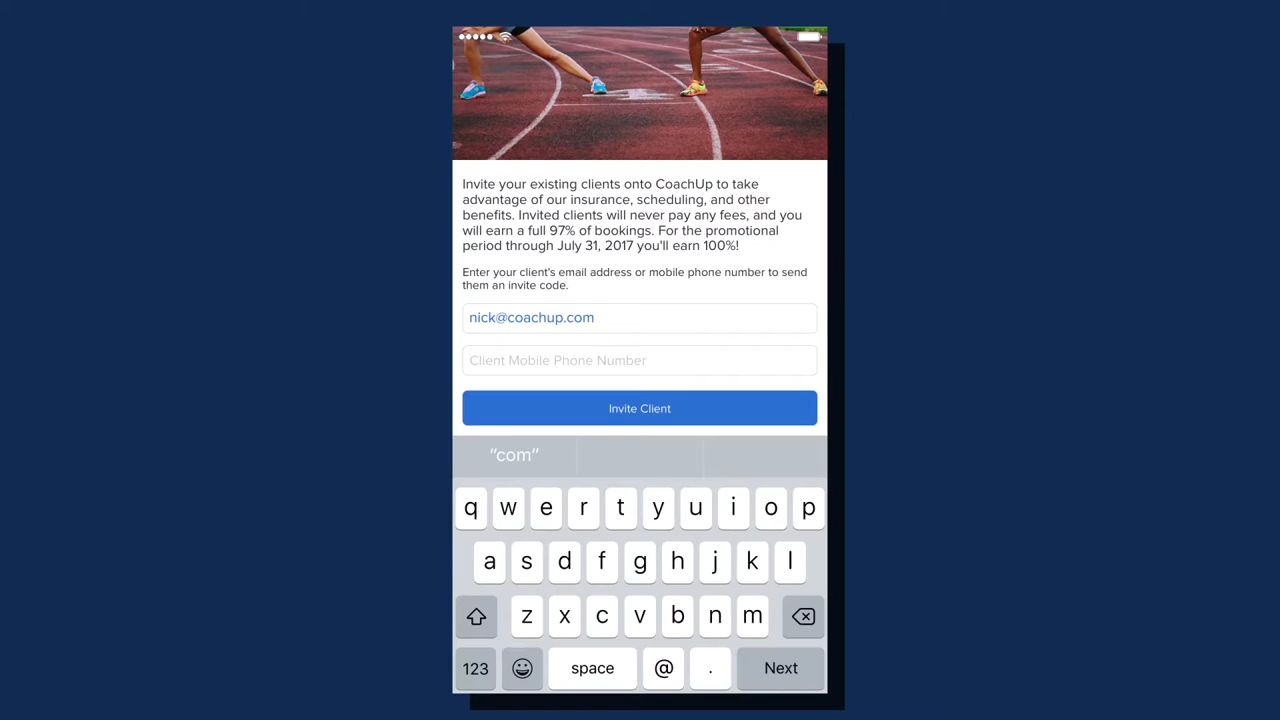 Invite your existing clients onto CoachUp to take
advantage of our insurance, scheduling, and other
benefits. Invited clients will never pay any fees, and you
will earn a full 97% of bookings. For the promotional
period through July 31, 2017 you'll earn 100%!
Enter your client's email address or mobile phone number to send
them an invite code.
nick@coachup.com
Client Mobile Phone Number
Invite Client
“com”
q w e r t y u i o p
a s d f g h j k l
z x c v b n m
123 space @ . Next